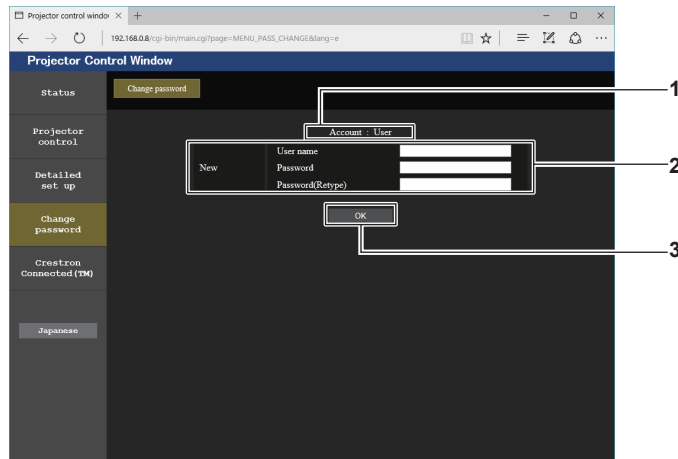 Projector control windo
192.168.0.8/cgi-bin/main.cgi?page=MENU_PASS_CHANGE&lang=e
Projector Control Window
Status
Change password
1
Projector
control
Account : User
User name
New
Password
2
Password(Retype)
Detailed
set up
Change
password
OK
3
Crestron
Connected(TM)
Japanese